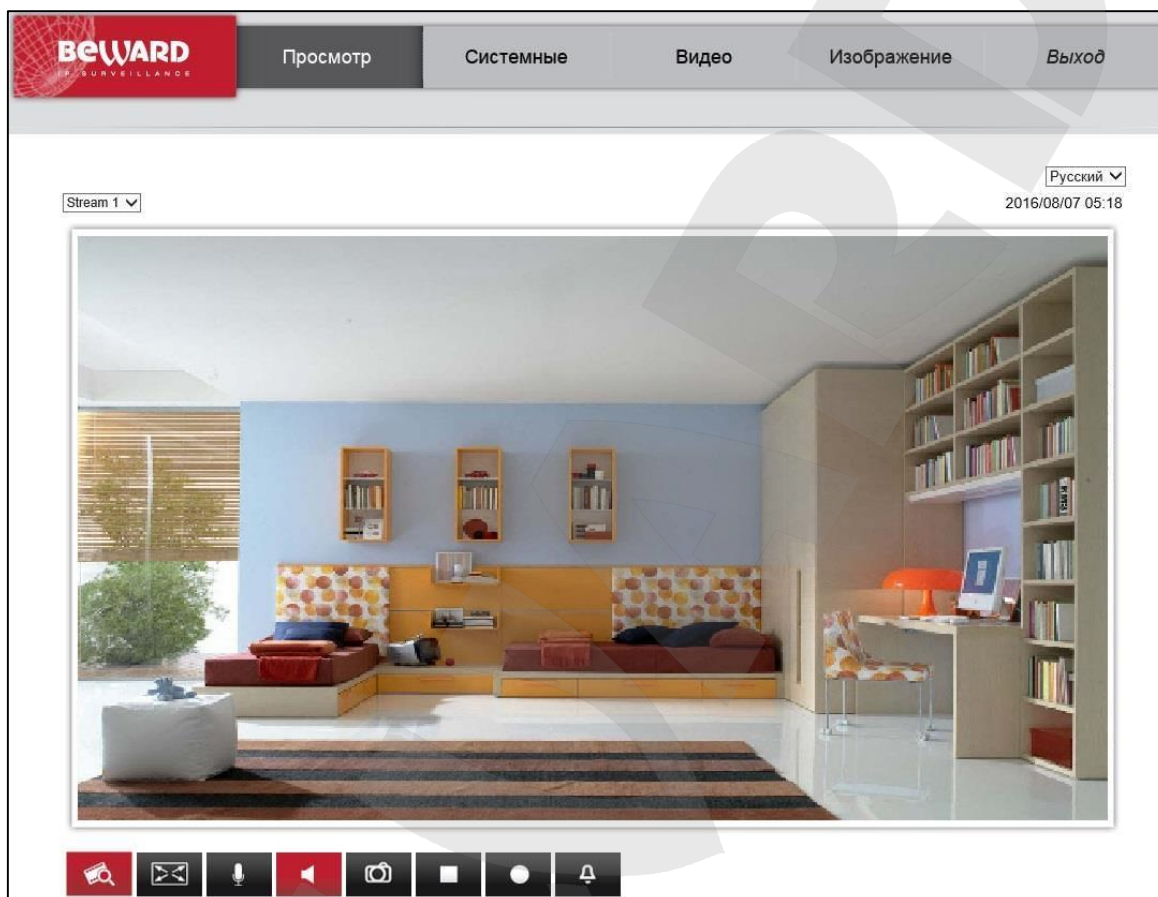 BEWARD
IP SURVEILLANCE
Просмотр Системные Видео Изображение Выход
Русский
Stream 1 2016/08/07 05:18